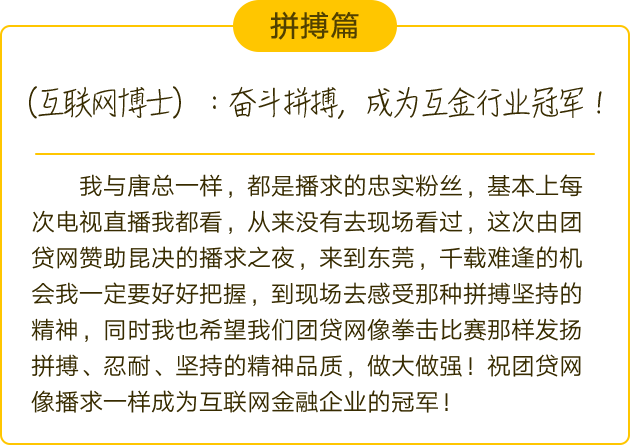 拼搏篇
(互联网博士)：奋斗拼搏，成为互金行业冠军！
我与唐总一样，都是播求的忠实粉丝，基本上每
次电视直播我都看，从来没有去现场看过，这次由团
贷网赞助昆决的播求之夜，来到东莞，千载难逢的机
会我一定要好好把握，到现场去感受那种拼搏坚持的
精神，同时我也希望我们团贷网像拳击比赛那样发扬
拼搏、忍耐、坚持的精神品质，做大做强！祝团贷网
像播求一样成为互联网金融企业的冠军！